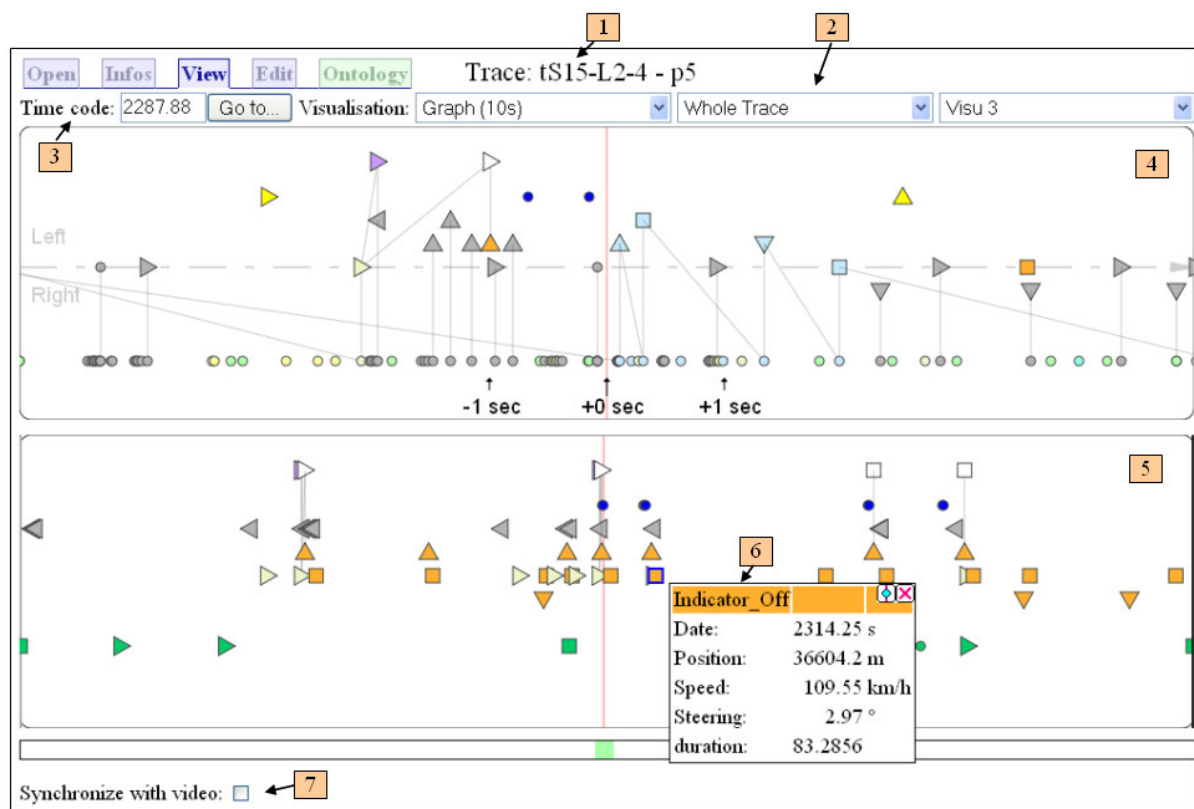 1
2
Open Infos View Edit Ontology Trace: tS15-L2-4 - p5
Time code: 2287.88 Go to... Visualisation: Graph (10s) Whole Trace Visu 3
3
4
Left
Right
-1 sec +0 sec +1 sec
5
6
Indicator_Off
Date: 2314.25 s
Position: 36604.2 m
Speed: 109.55 km/h
Steering: 2.97 °
duration: 83.2856
Synchronize with video: 7